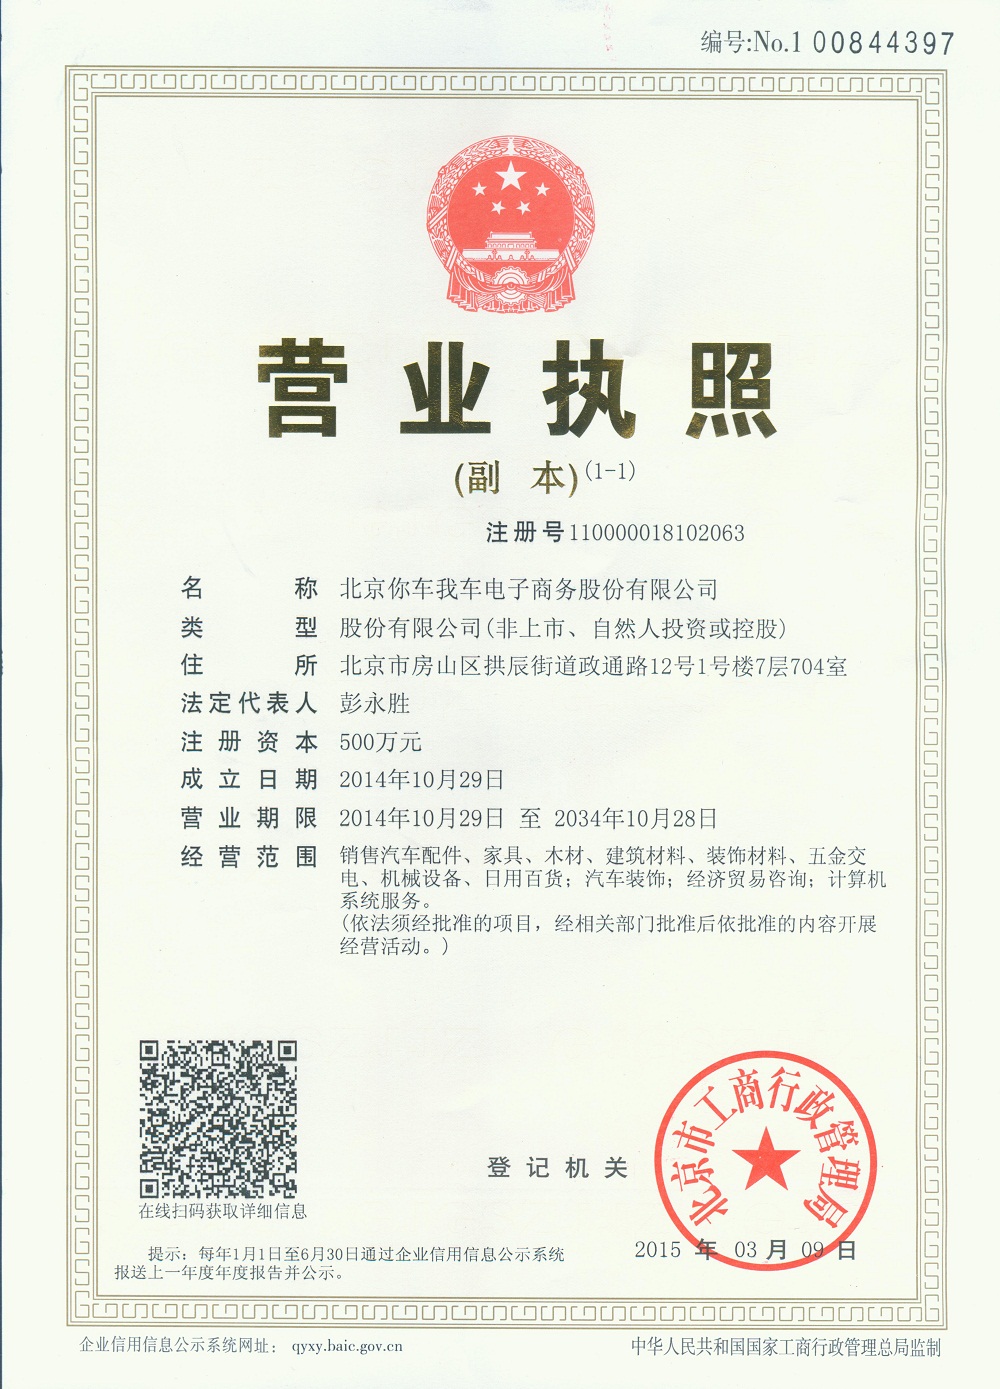 编号:No.1 00844397
营业执照
(副 本)(1-1)
注册号110000018102063
名 称 北京你车我车电子商务股份有限公司
类 型 股份有限公司(非上市、自然人投资或控股)
住 所 北京市房山区拱辰街道政通路12号1号楼7层704室
法定代表人 彭永胜
注册资本 500万元
成立日期 2014年10月29日
营业期限 2014年10月29日 至 2034年10月28日
经营范围 销售汽车配件、家具、木材、建筑材料、装饰材料、五金交
电、机械设备、日用百货；汽车装饰；经济贸易咨询；计算机
系统服务。
(依法须经批准的项目，经相关部门批准后依批准的内容开展
经营活动。)
北京市工商行政管理局
登记机关
在线扫码获取详细信息
2015 年 03 月 09 日
提示：每年1月1日至6月30日通过企业信用信息公示系统
报送上一年度年度报告并公示。
企业信用信息公示系统网址： qyxy.baic.gov.cn
中华人民共和国国家工商行政管理总局监制